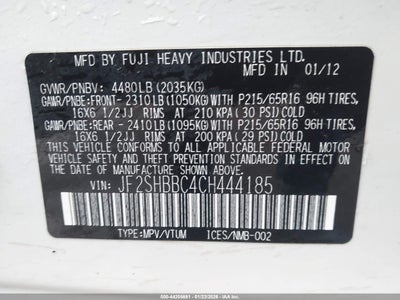 MFD BY FUJI HEAVY INDUSTRIES LTD.
MFD IN 01/12
GVWR/PNBV: 4480LB (2035KG)
GAWR/PNBE: FRONT- 2310LB (1050KG) WITH P215/65R16 96H TIRES,
16X6 1/2JJ RIMS AT 210 KPA (30 PSI) COLD
GAWR/PNBE: REAR - 2410LB (1095KG) WITH P215/65R16 96H TIRES,
16X6 1/2JJ RIMS AT 200 KPA (29 PSI) COLD
THIS VEHICLE CONFORMS TO ALL APPLICABLE
FEDERAL MOTOR VEHICLE SAFETY, BUMPER, AND THEFT
PREVENTION STANDARDS IN EFFECT ON THE DATE OF
MANUFACTURE SHOWN ABOVE.
VIN: JF2SHBBC4CH444185
TYPE: MPV/VTUM ICES/NMB-002